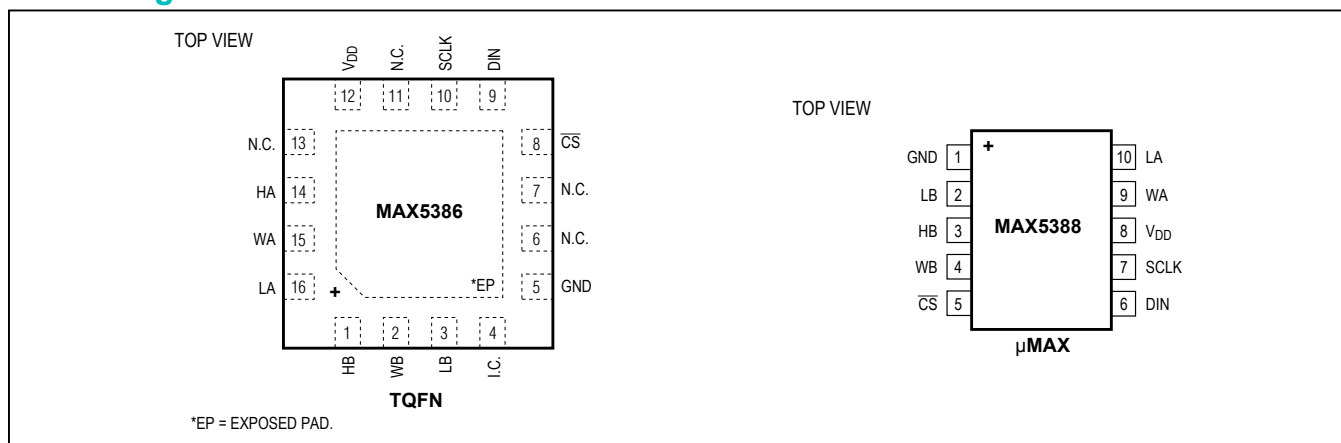 TOP VIEW
VDD
N.C.
SCLK
DIN
12
11
10
9
N.C.
13
HA
14
WA
15
LA
16
8
C̅S̅
7
N.C.
6
N.C.
5
GND
MAX5386
*EP
+
1
2
3
4
HB
WB
LB
I.C.
TQFN
*EP = EXPOSED PAD.
TOP VIEW
+
GND
1
LB
2
HB
3
WB
4
C̅S̅
5
MAX5388
10
LA
9
WA
8
VDD
7
SCLK
6
DIN
µMAX